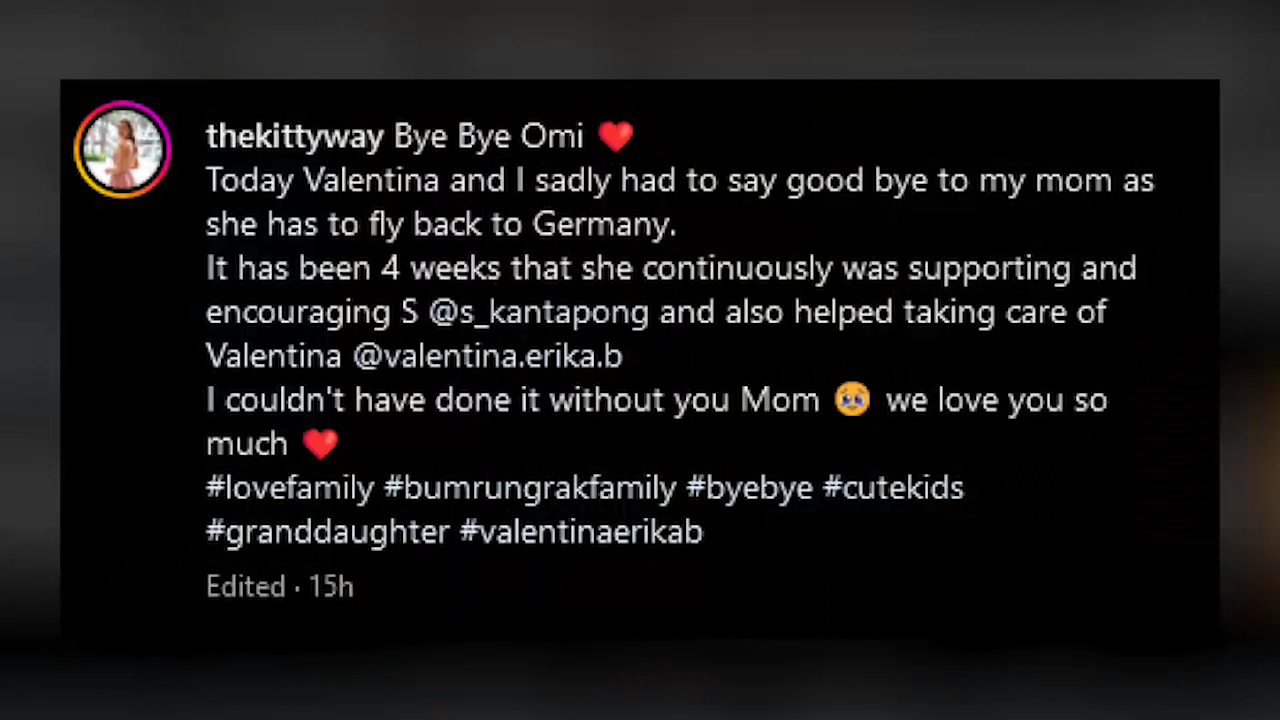 thekittyway Bye Bye Omi ❤️
Today Valentina and I sadly had to say good bye to my mom as
she has to fly back to Germany.
It has been 4 weeks that she continuously was supporting and
encouraging S @s_kantapong and also helped taking care of
Valentina @valentina.erika.b
I couldn't have done it without you Mom 🥹 we love you so
much ❤️
#lovefamily #bumrungrakfamily #byebye #cutekids
#granddaughter #valentinaerikab
Edited · 15h